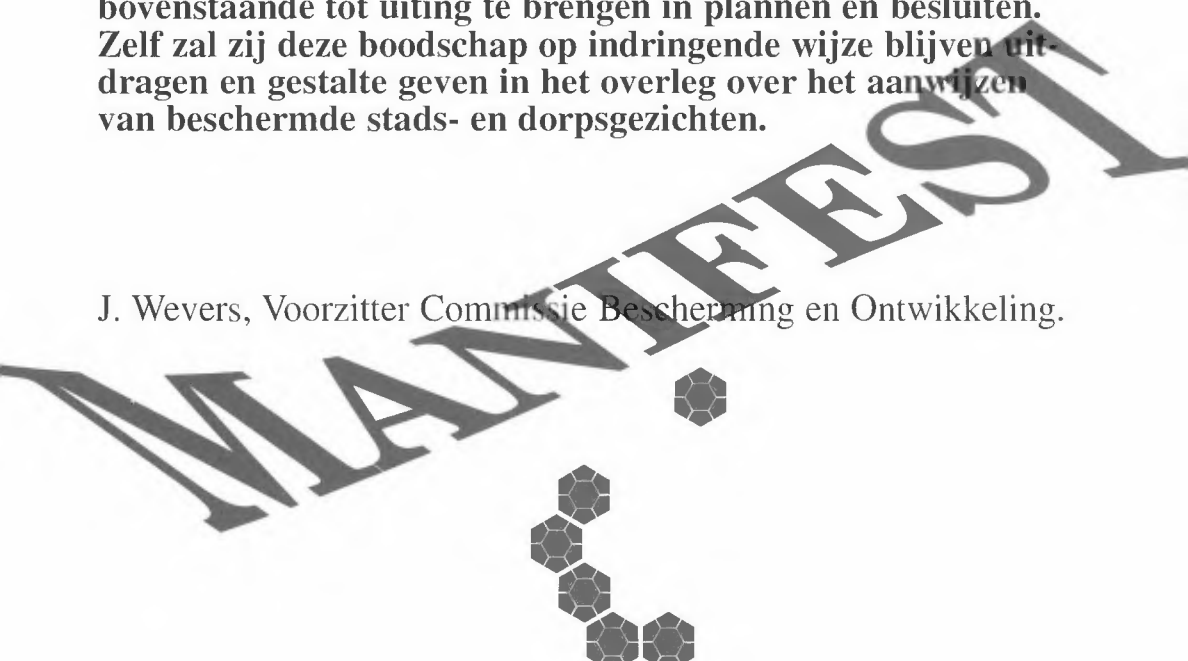 bovenstaande tot uiting te brengen in plannen en besluiten.
Zelf zal zij deze boodschap op indringende wijze blijven uit-
dragen en gestalte geven in het overleg over het aanwijzen
van beschermde stads- en dorpsgezichten.
J. Wevers, Voorzitter Commissie Bescherming en Ontwikkeling.
MANIFEST